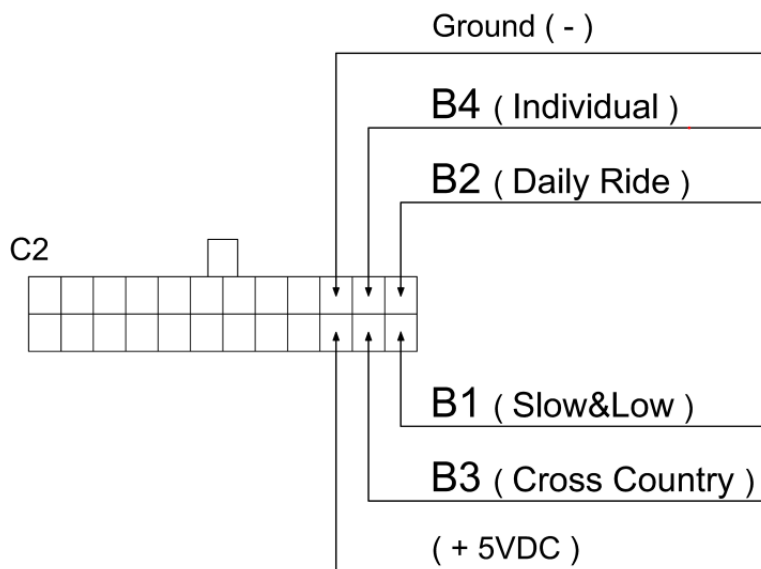 Ground ( - )
B4 ( Individual )
B2 ( Daily Ride )
C2
B1 ( Slow&Low )
B3 ( Cross Country )
( + 5VDC )